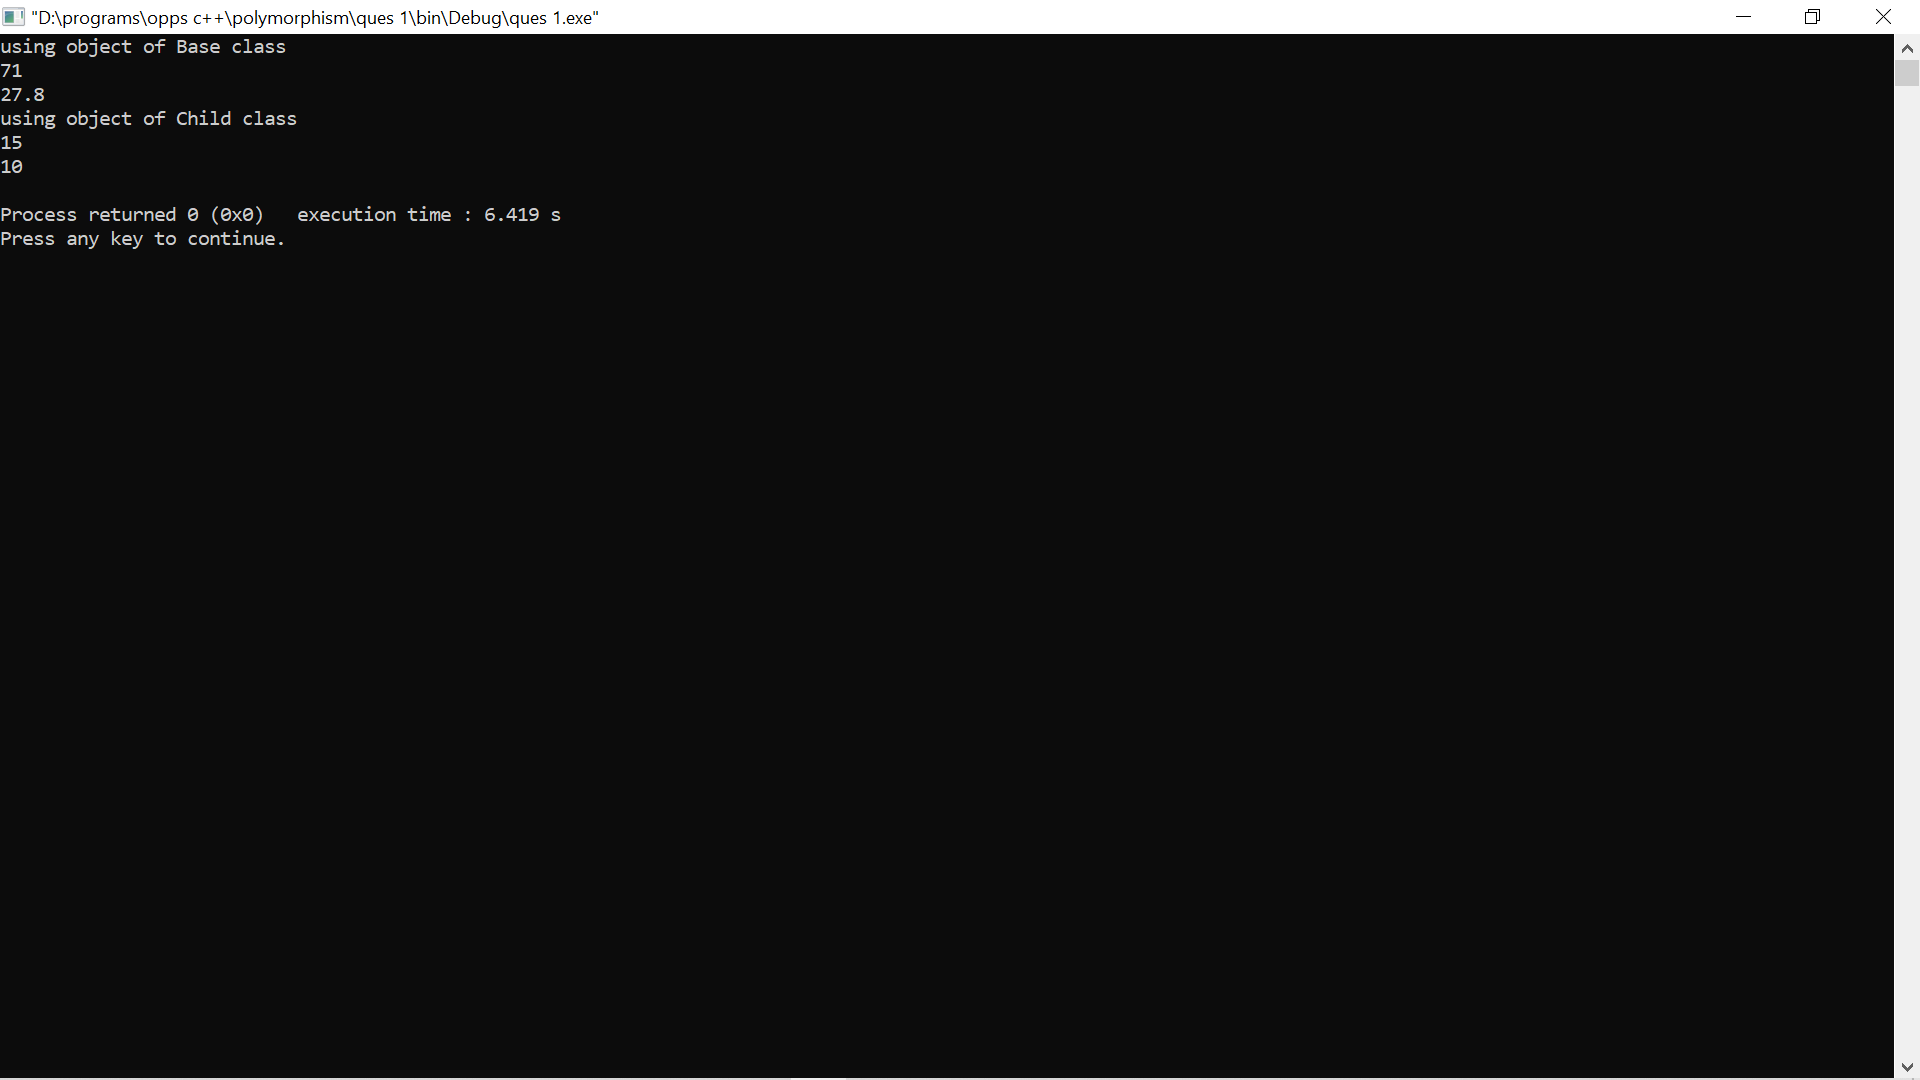 "D:\programs\opps c++\polymorphism\ques 1\bin\Debug\ques 1.exe"
using object of Base class
71
27.8
using object of Child class
15
10
Process returned 0 (0x0)   execution time : 6.419 s
Press any key to continue.